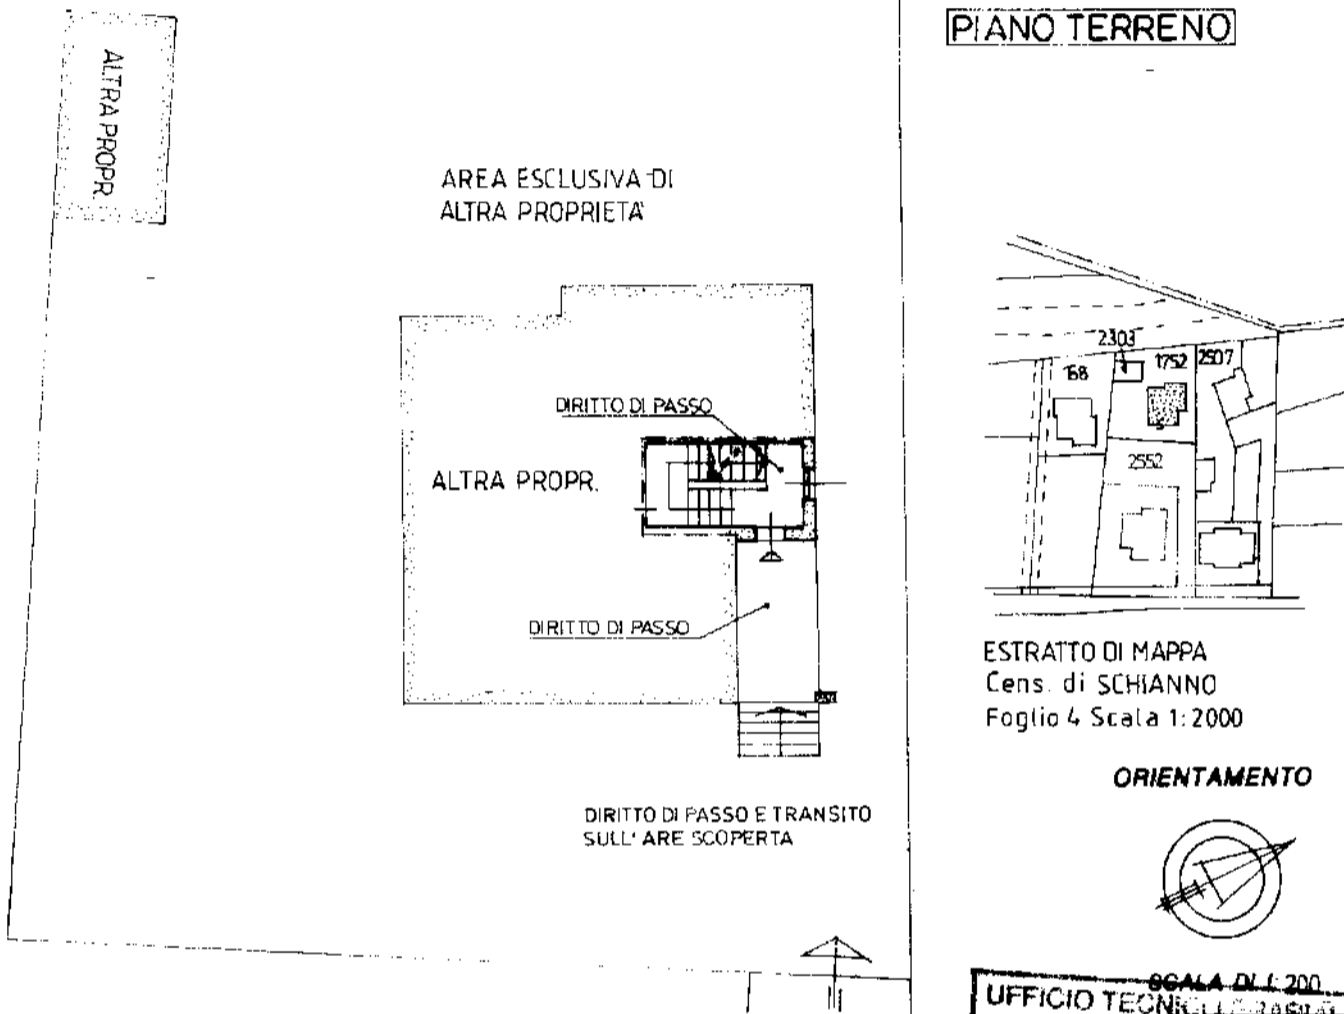 PIANO TERRENO
ALTRA PROPR.
AREA ESCLUSIVA DI
ALTRA PROPRIETA'
DIRITTO DI PASSO
ALTRA PROPR.
DIRITTO DI PASSO
DIRITTO DI PASSO E TRANSITO
SULL' ARE SCOPERTA
2303
168
1752
2507
2552
ESTRATTO DI MAPPA
Cens. di SCHIANNO
Foglio 4 Scala 1:2000
ORIENTAMENTO
SCALA DI 1:200
UFFICIO